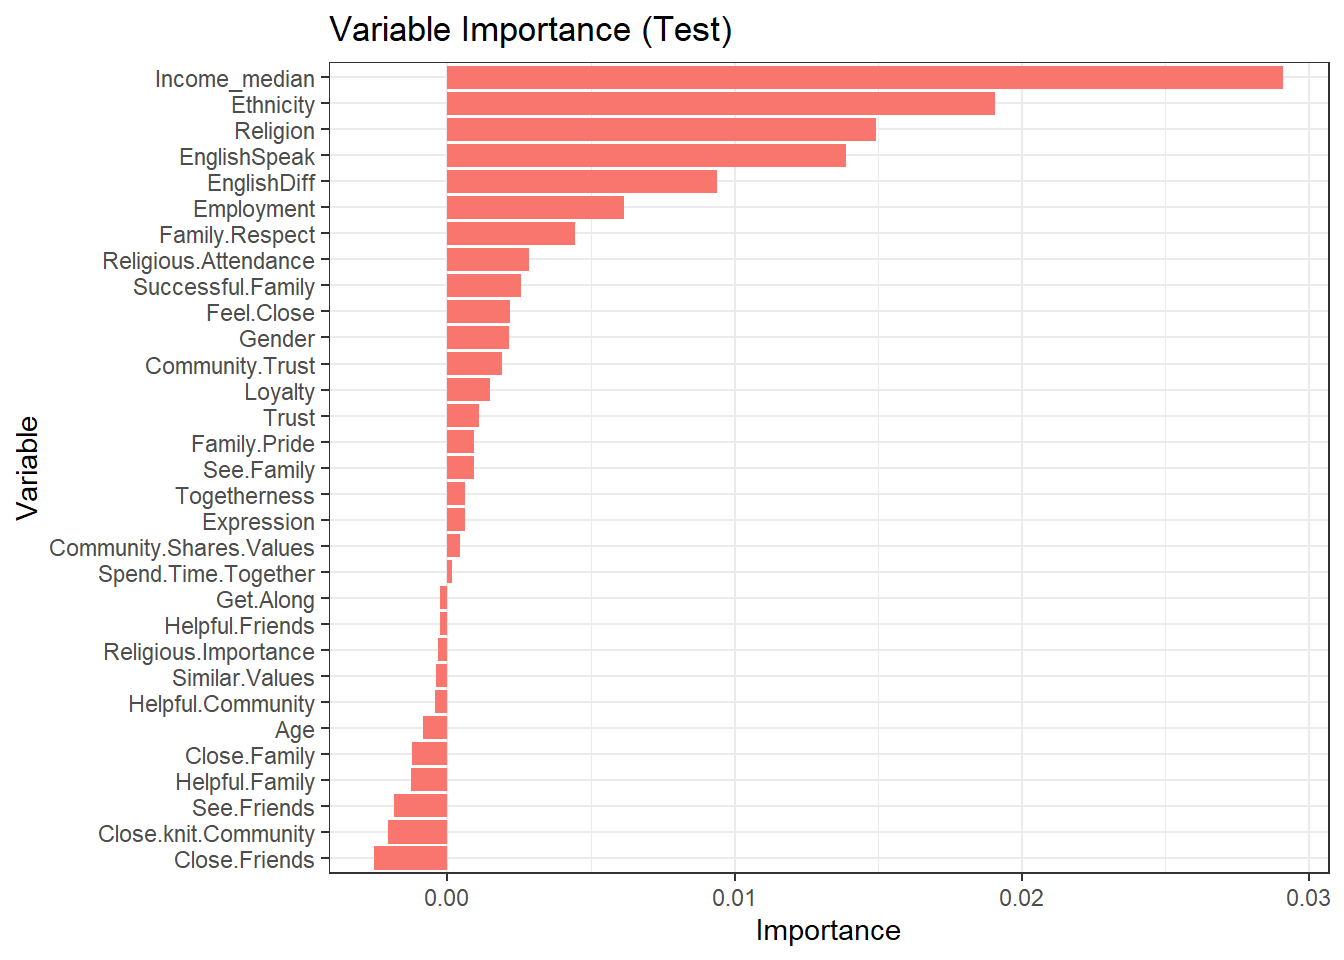 Variable Importance (Test)
Income_median
Ethnicity
Religion
EnglishSpeak
EnglishDiff
Employment
Family.Respect
Religious.Attendance
Successful.Family
Feel.Close
Gender
Community.Trust
Loyalty
Trust
Family.Pride
See.Family
Togetherness
Expression
Community.Shares.Values
Spend.Time.Together
Get.Along
Helpful.Friends
Religious.Importance
Similar.Values
Helpful.Community
Age
Close.Family
Helpful.Family
See.Friends
Close.knit.Community
Close.Friends
Variable
0.00 0.01 0.02 0.03
Importance